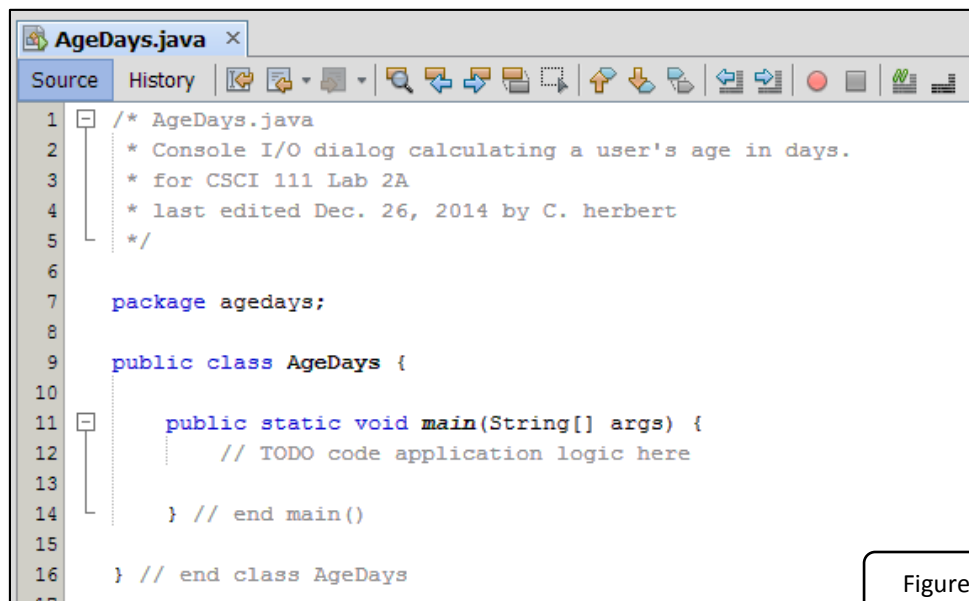 AgeDays.java ×
Source History
1 /* AgeDays.java
2 * Console I/O dialog calculating a user's age in days.
3 * for CSCI 111 Lab 2A
4 * last edited Dec. 26, 2014 by C. herbert
5 */
6
7 package agedays;
8
9 public class AgeDays {
10
11 public static void main(String[] args) {
12 // TODO code application logic here
13
14 } // end main()
15
16 } // end class AgeDays
Figure